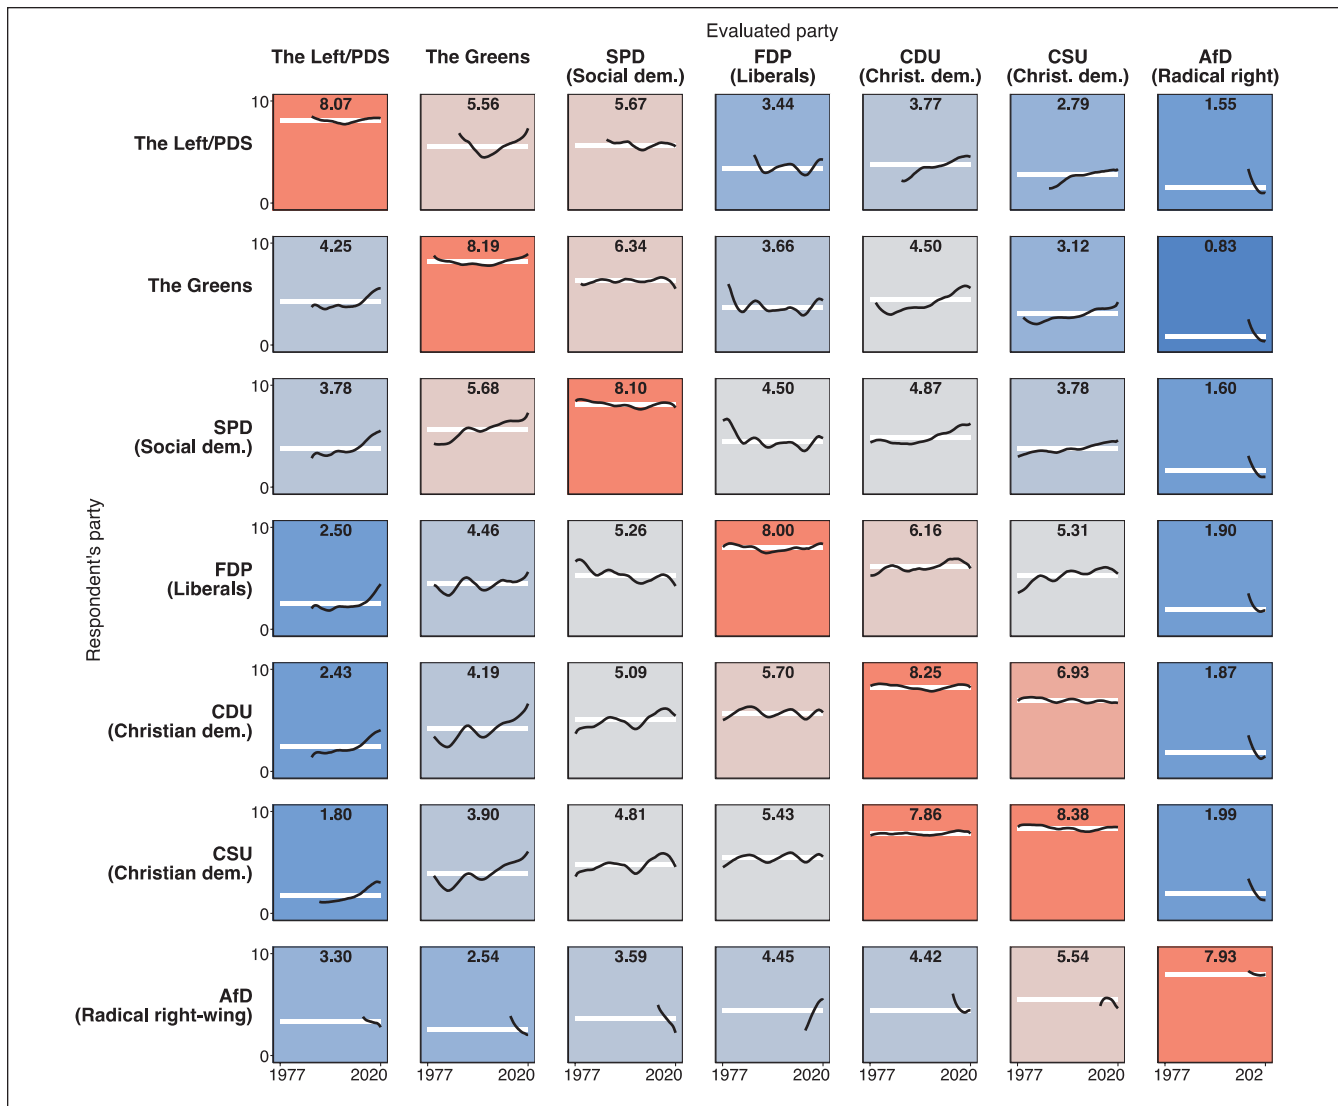 Evaluated party
The Left/PDS The Greens SPD (Social dem.) FDP (Liberals) CDU (Christ. dem.) CSU (Christ. dem.) AfD (Radical right)
Respondent's party
The Left/PDS
10 8.07 5.56 5.67 3.44 3.77 2.79 1.55
0
The Greens
10 4.25 8.19 6.34 3.66 4.50 3.12 0.83
0
SPD
(Social dem.)
10 3.78 5.68 8.10 4.50 4.87 3.78 1.60
0
FDP
(Liberals)
10 2.50 4.46 5.26 8.00 6.16 5.31 1.90
0
CDU
(Christian dem.)
10 2.43 4.19 5.09 5.70 8.25 6.93 1.87
0
CSU
(Christian dem.)
10 1.80 3.90 4.81 5.43 7.86 8.38 1.99
0
AfD
(Radical right-wing)
10 3.30 2.54 3.59 4.45 4.42 5.54 7.93
0
1977 2020 1977 2020 1977 2020 1977 2020 1977 2020 1977 2020 1977 202